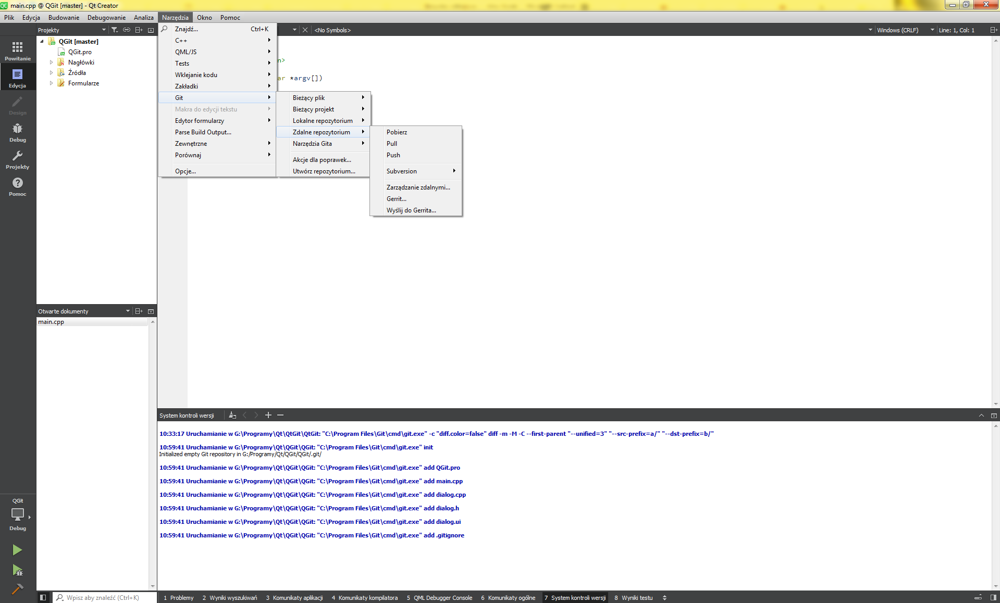 main.cpp @ QGit [master] - Qt Creator
Plik Edycja Budowanie Debugowanie Analiza Narzędzia Okno Pomoc
Projekty
<No Symbols>
Windows (CRLF)
Line: 1, Col: 1
Powitanie
Edycja
Design
Debug
Projekty
Pomoc
QGit [master]
QGit.pro
Nagłówki
Źródła
Formularze
Znajdź... Ctrl+K
C++
QML/JS
Tests
Wklejanie kodu
Zakładki
Git
Makra do edycji tekstu
Edytor formularzy
Parse Build Output...
Zewnętrzne
Porównaj
Opcje...
n>
ar *argv[])
Bieżący plik
Bieżący projekt
Lokalne repozytorium
Zdalne repozytorium
Narzędzia Gita
Akcje dla poprawek...
Utwórz repozytorium...
Pobierz
Pull
Push
Subversion
Zarządzanie zdalnymi...
Gerrit...
Wyślij do Gerrita...
Otwarte dokumenty
main.cpp
System kontroli wersji
10:33:17 Uruchamianie w G:\Programy\Qt\QtGit\QtGit: "C:\Program Files\Git\cmd\git.exe" -c "diff.color=false" diff -m -M -C --first-parent "--unified=3" "--src-prefix=a/" "--dst-prefix=b/"
10:59:41 Uruchamianie w G:\Programy\Qt\QGit\QGit: "C:\Program Files\Git\cmd\git.exe" init
Initialized empty Git repository in G:/Programy/Qt/QGit/QGit/.git/
10:59:41 Uruchamianie w G:\Programy\Qt\QGit\QGit: "C:\Program Files\Git\cmd\git.exe" add QGit.pro
10:59:41 Uruchamianie w G:\Programy\Qt\QGit\QGit: "C:\Program Files\Git\cmd\git.exe" add main.cpp
10:59:41 Uruchamianie w G:\Programy\Qt\QGit\QGit: "C:\Program Files\Git\cmd\git.exe" add dialog.cpp
10:59:41 Uruchamianie w G:\Programy\Qt\QGit\QGit: "C:\Program Files\Git\cmd\git.exe" add dialog.h
10:59:41 Uruchamianie w G:\Programy\Qt\QGit\QGit: "C:\Program Files\Git\cmd\git.exe" add dialog.ui
10:59:41 Uruchamianie w G:\Programy\Qt\QGit\QGit: "C:\Program Files\Git\cmd\git.exe" add .gitignore
QGit
Debug
Wpisz aby znaleźć (Ctrl+K)
1 Problemy 2 Wyniki wyszukiwań 3 Komunikaty aplikacji 4 Komunikaty kompilatora 5 QML Debugger Console 6 Komunikaty ogólne 7 System kontroli wersji 8 Wyniki testu